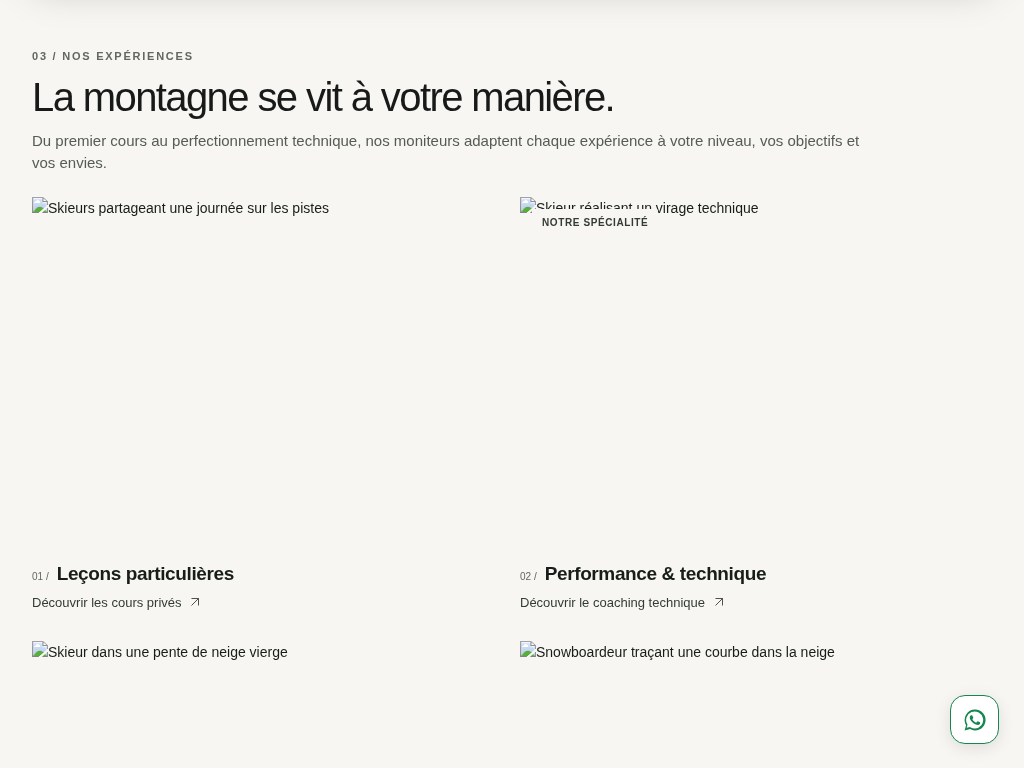 03 / NOS EXPÉRIENCES
La montagne se vit à votre manière.
Du premier cours au perfectionnement technique, nos moniteurs adaptent chaque expérience à votre niveau, vos objectifs et
vos envies.
Skieurs partageant une journée sur les pistes
Skieur réalisant un virage technique
NOTRE SPÉCIALITÉ
01 / Leçons particulières
Découvrir les cours privés
02 / Performance & technique
Découvrir le coaching technique
Skieur dans une pente de neige vierge
Snowboardeur traçant une courbe dans la neige